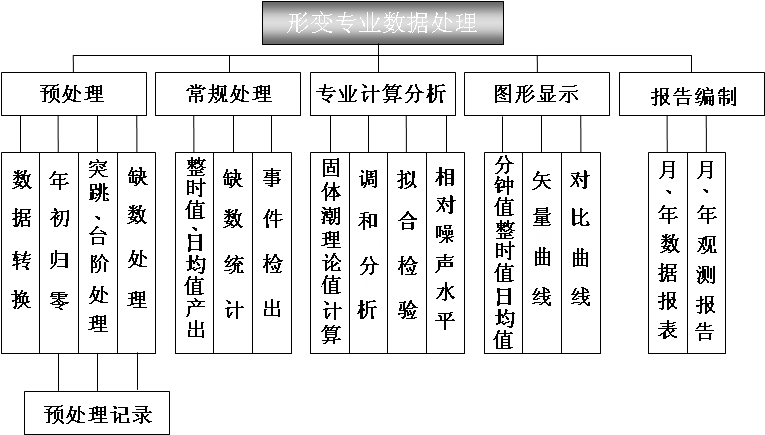 形变专业数据处理
预处理
常规处理
专业计算分析
图形显示
报告编制
数据转换
年初归零
突跳、台阶处理
缺数处理
整时值、日均值产出
缺数统计
事件检出
固体潮理论值计算
调和分析
拟合检验
相对噪声水平
分钟值整时值日均值
矢量曲线
对比曲线
月、年数据报表
月、年观测报告
预处理记录